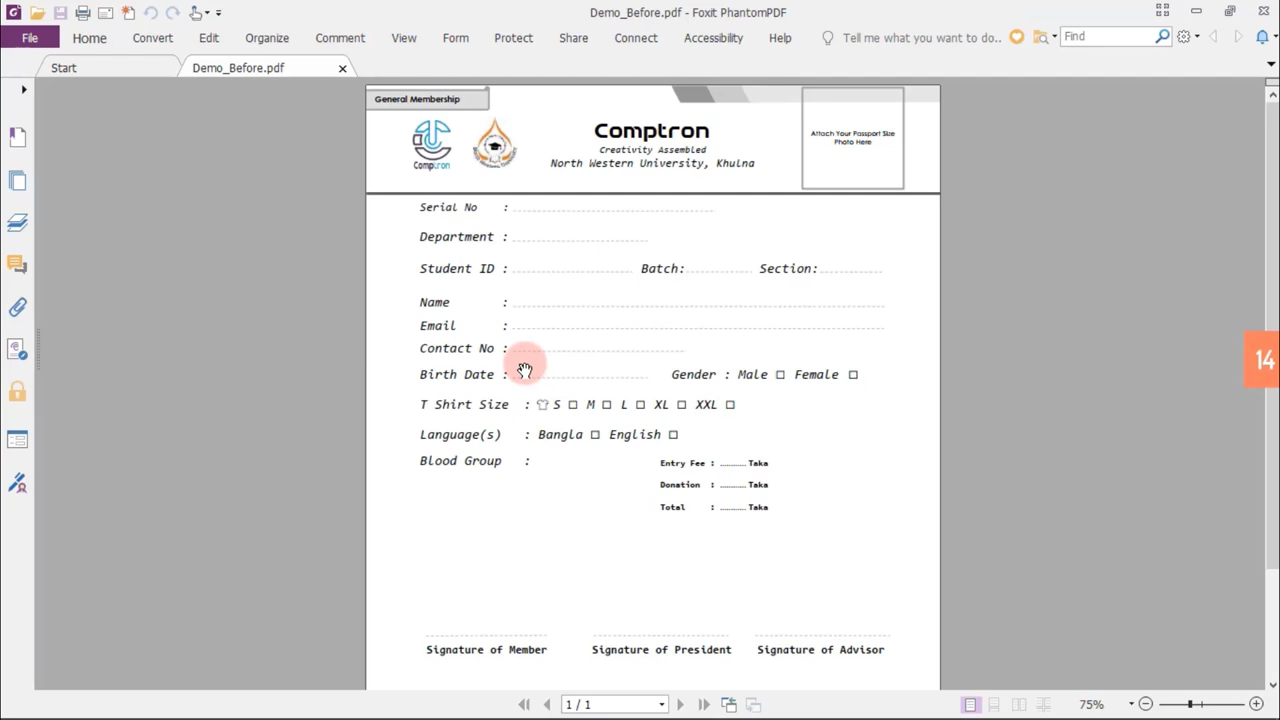 Demo_Before.pdf - Foxit PhantomPDF
File Home Convert Edit Organize Comment View Form Protect Share Connect Accessibility Help Tell me what you want to do.. Find
Start Demo_Before.pdf
General Membership
Comptron
Comptron
Creativity Assembled
North Western University, Khulna
Attach Your Passport Size
Photo Here
Serial No :
Department :
Student ID : Batch: Section:
Name :
Email :
Contact No :
Birth Date : Gender : Male ☐ Female ☐
T Shirt Size : S ☐ M ☐ L ☐ XL ☐ XXL ☐
Language(s) : Bangla ☐ English ☐
Blood Group :
Entry Fee : .......... Taka
Donation : .......... Taka
Total : .......... Taka
Signature of Member Signature of President Signature of Advisor
14
1 / 1
75%